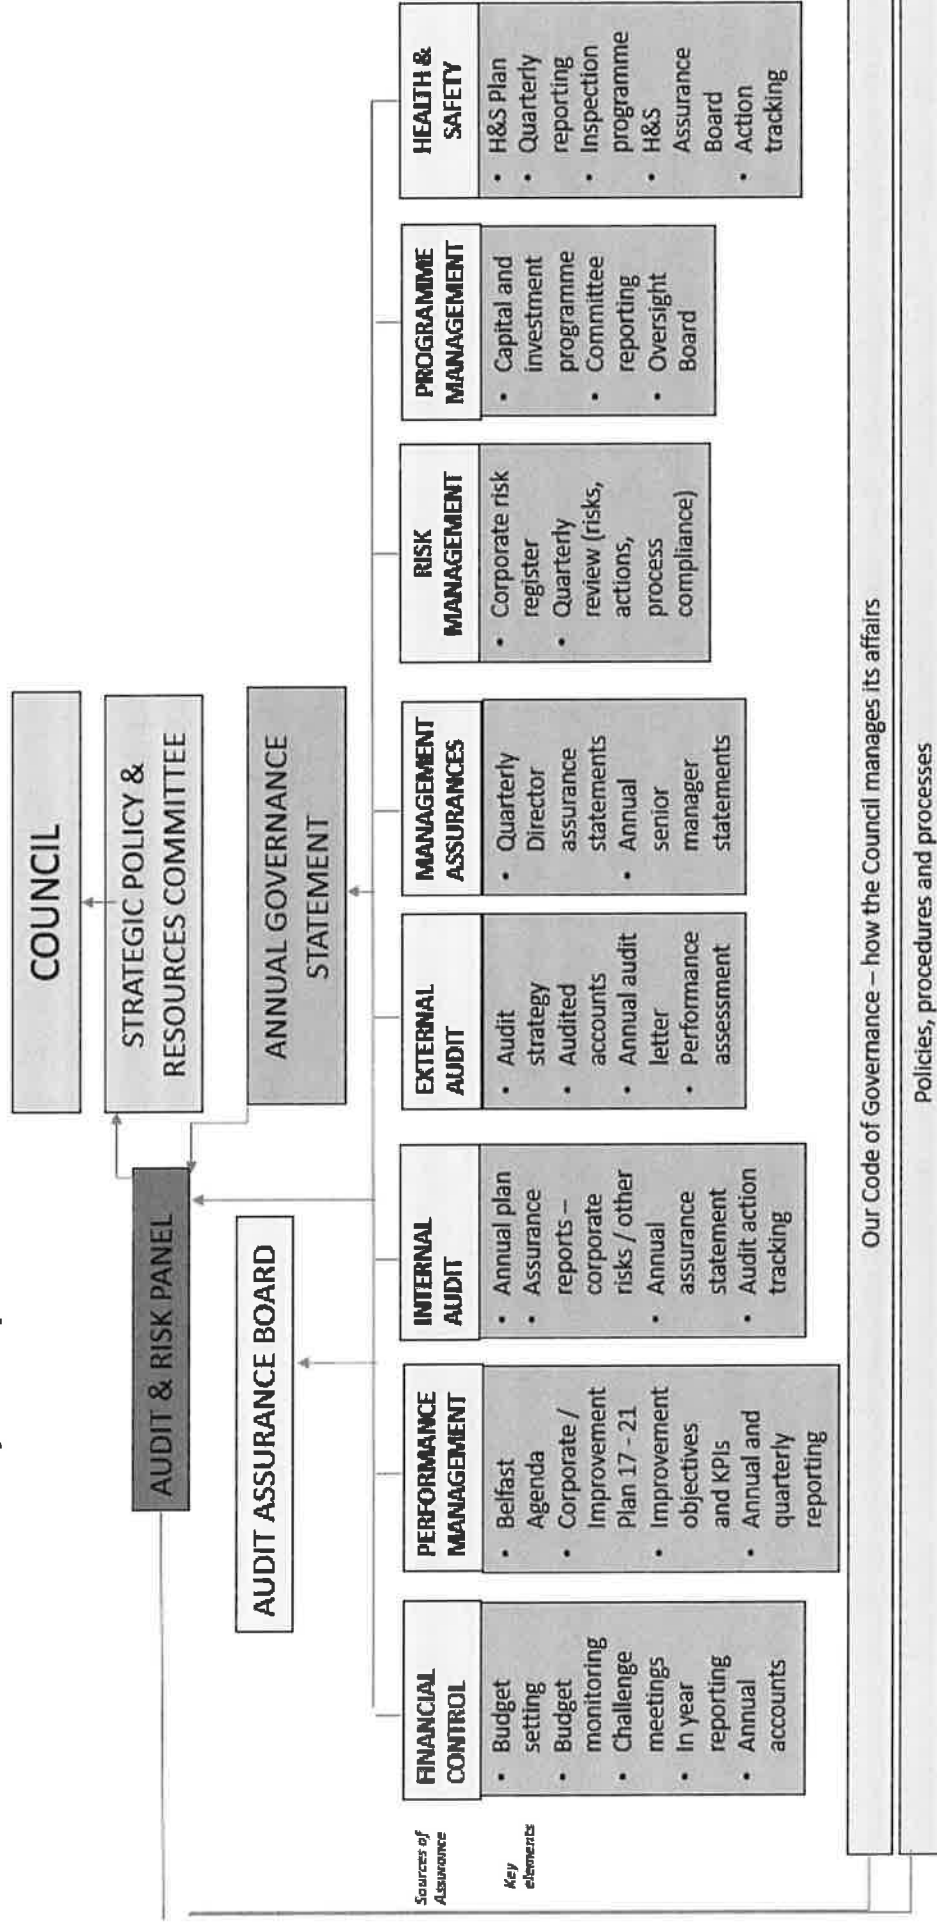 COUNCIL
STRATEGIC POLICY &
RESOURCES COMMITTEE
AUDIT & RISK PANEL
ANNUAL GOVERNANCE
STATEMENT
AUDIT ASSURANCE BOARD
Sources of
Assurance
Key
elements
FINANCIAL
CONTROL
• Budget
setting
• Budget
monitoring
• Challenge
meetings
• In year
reporting
• Annual
accounts
PERFORMANCE
MANAGEMENT
• Belfast
Agenda
• Corporate /
Improvement
Plan 17 - 21
• Improvement
objectives
and KPIs
• Annual and
quarterly
reporting
INTERNAL
AUDIT
• Annual plan
• Assurance
reports –
corporate
risks / other
• Annual
assurance
statement
• Audit action
tracking
EXTERNAL
AUDIT
• Audit
strategy
• Audited
accounts
• Annual audit
letter
• Performance
assessment
MANAGEMENT
ASSURANCES
• Quarterly
Director
assurance
statements
• Annual
senior
manager
statements
RISK
MANAGEMENT
• Corporate risk
register
• Quarterly
review (risks,
actions,
process
compliance)
PROGRAMME
MANAGEMENT
• Capital and
investment
programme
• Committee
reporting
• Oversight
Board
HEALTH &
SAFETY
• H&S Plan
• Quarterly
reporting
• Inspection
programme
• H&S
Assurance
Board
• Action
tracking
Our Code of Governance – how the Council manages its affairs
Policies, procedures and processes